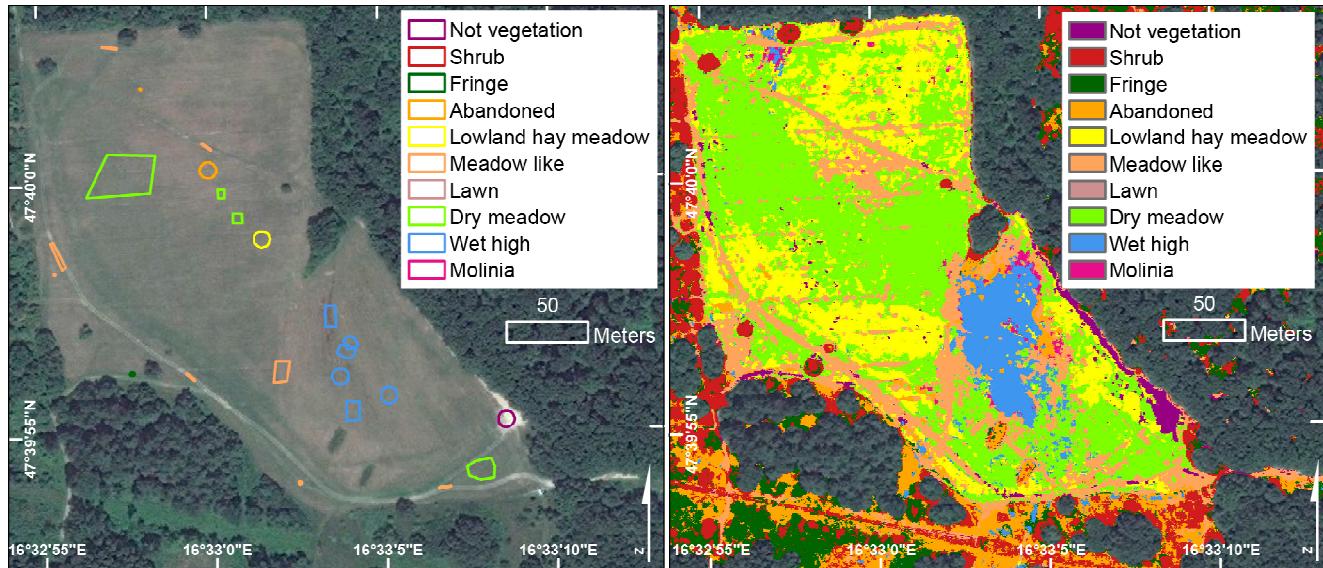 Not vegetation
Shrub
Fringe
Abandoned
Lowland hay meadow
Meadow like
Lawn
Dry meadow
Wet high
Molinia
50
Meters
47°40'0"N
47°39'55"N
16°32'55"E
16°33'0"E
16°33'5"E
16°33'10"E
z
Not vegetation
Shrub
Fringe
Abandoned
Lowland hay meadow
Meadow like
Lawn
Dry meadow
Wet high
Molinia
50
Meters
47°40'0"N
47°39'55"N
16°32'55"E
16°33'0"E
16°33'5"E
16°33'10"E
z